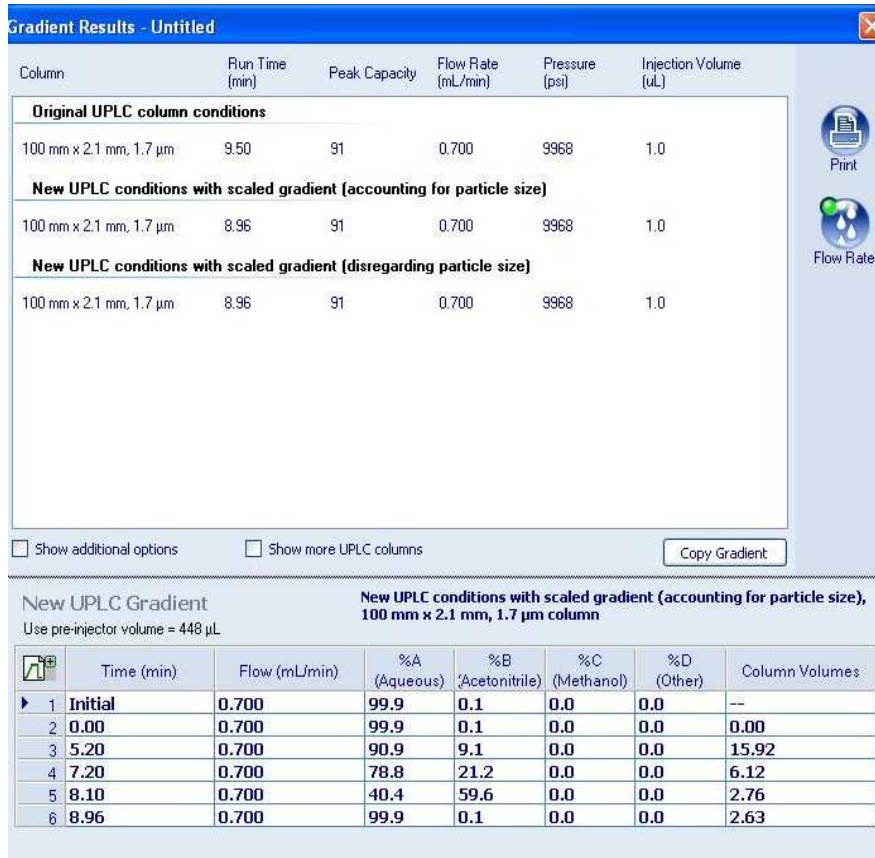 Gradient Results - Untitled
Column Run Time (min) Peak Capacity Flow Rate (mL/min) Pressure (psi) Injection Volume (uL)
Original UPLC column conditions
100 mm x 2.1 mm, 1.7 µm 9.50 91 0.700 9968 1.0
New UPLC conditions with scaled gradient (accounting for particle size)
100 mm x 2.1 mm, 1.7 µm 8.96 91 0.700 9968 1.0
New UPLC conditions with scaled gradient (disregarding particle size)
100 mm x 2.1 mm, 1.7 µm 8.96 91 0.700 9968 1.0
Print
Flow Rate
Show additional options Show more UPLC columns Copy Gradient
New UPLC Gradient
Use pre-injector volume = 448 µL
New UPLC conditions with scaled gradient (accounting for particle size),
100 mm x 2.1 mm, 1.7 µm column
Time (min) Flow (mL/min) %A (Aqueous) %B (Acetonitrile) %C (Methanol) %D (Other) Column Volumes
1 Initial 0.700 99.9 0.1 0.0 0.0 --
2 0.00 0.700 99.9 0.1 0.0 0.0 0.00
3 5.20 0.700 90.9 9.1 0.0 0.0 15.92
4 7.20 0.700 78.8 21.2 0.0 0.0 6.12
5 8.10 0.700 40.4 59.6 0.0 0.0 2.76
6 8.96 0.700 99.9 0.1 0.0 0.0 2.63